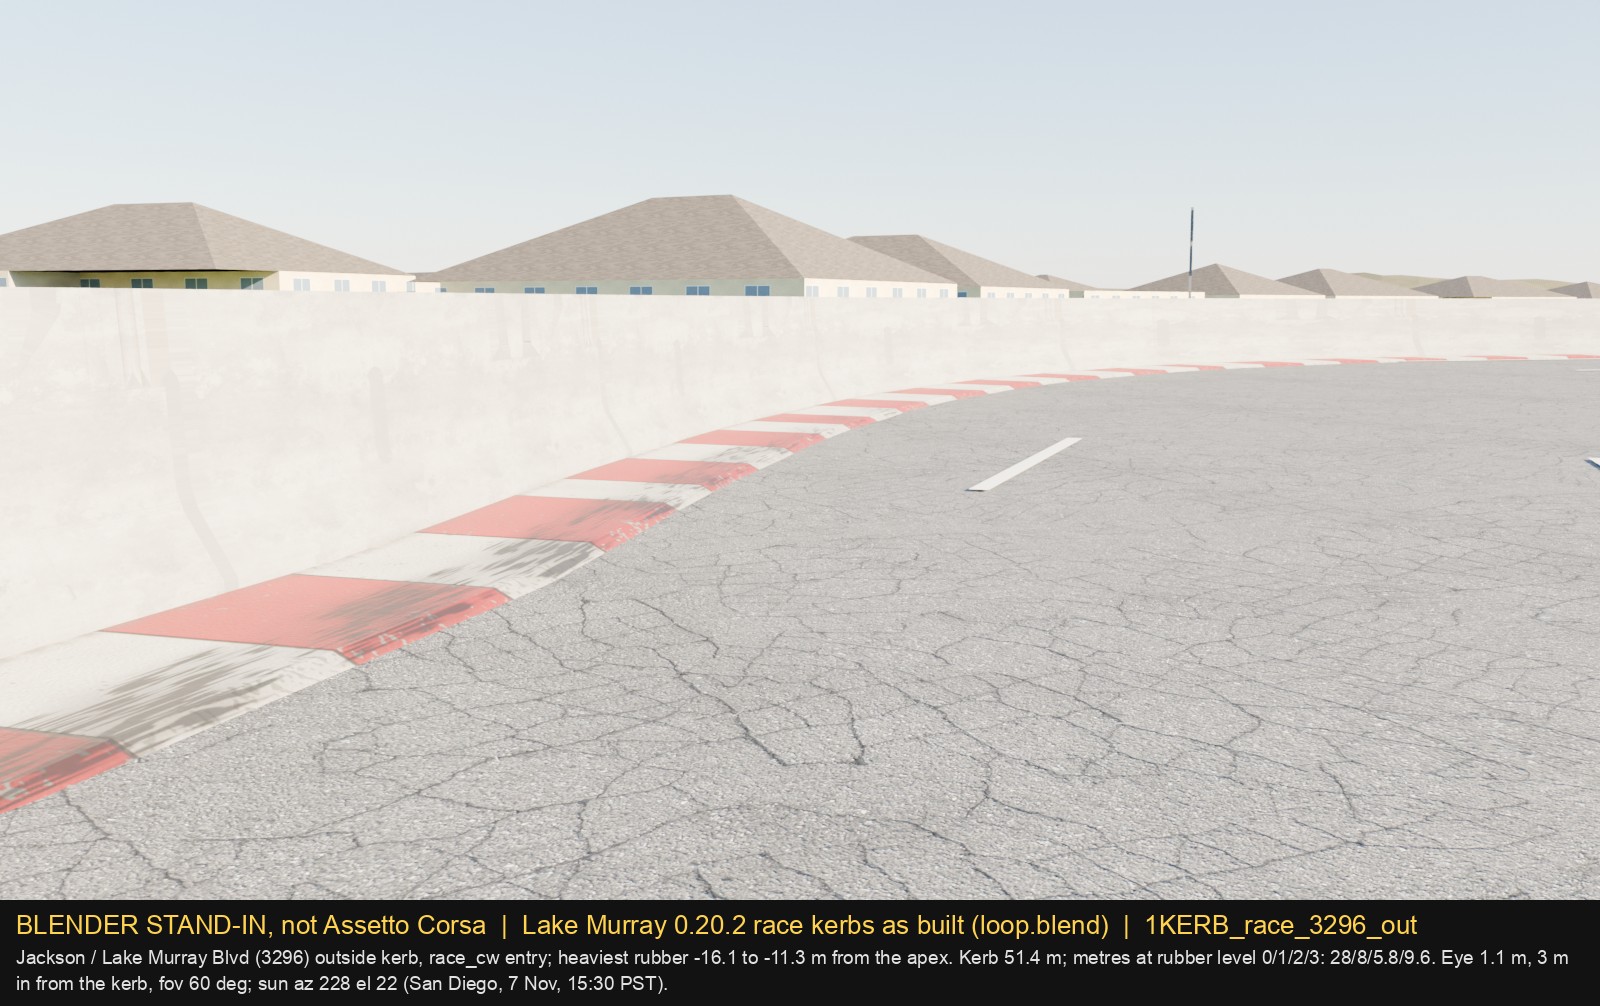 BLENDER STAND-IN, not Assetto Corsa | Lake Murray 0.20.2 race kerbs as built (loop.blend) | 1KERB_race_3296_out
Jackson / Lake Murray Blvd (3296) outside kerb, race_cw entry; heaviest rubber -16.1 to -11.3 m from the apex. Kerb 51.4 m; metres at rubber level 0/1/2/3: 28/8/5.8/9.6. Eye 1.1 m, 3 m
in from the kerb, fov 60 deg; sun az 228 el 22 (San Diego, 7 Nov, 15:30 PST).